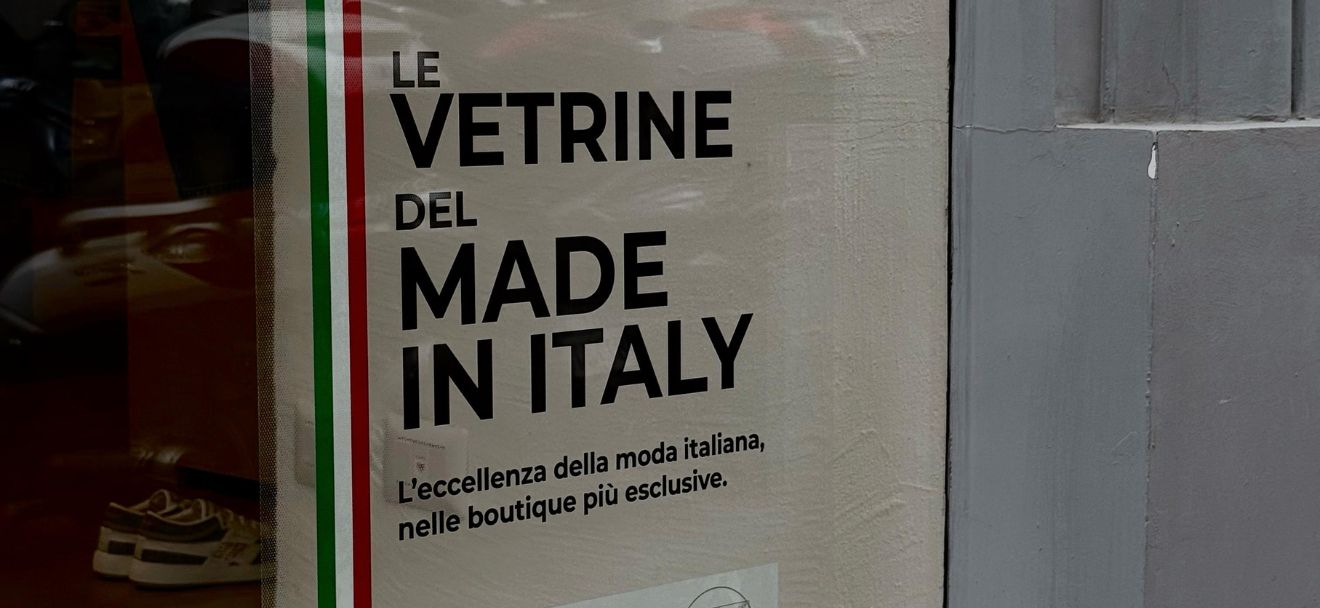 LE
VETRINE
DEL
MADE
IN ITALY
L'eccellenza della moda italiana,
nelle boutique più esclusive.